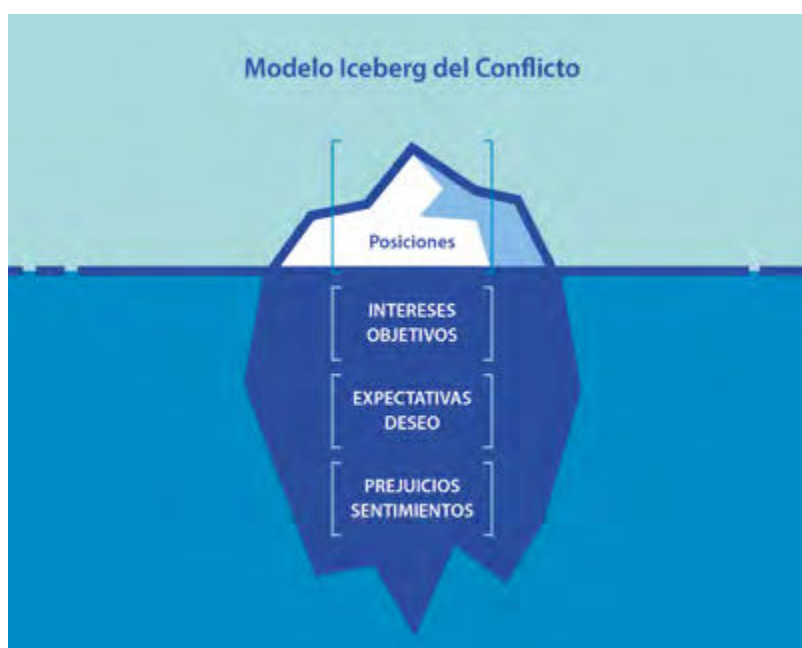 Modelo Iceberg del Conflicto
Posiciones
INTERESES
OBJETIVOS
EXPECTATIVAS
DESEO
PREJUICIOS
SENTIMIENTOS